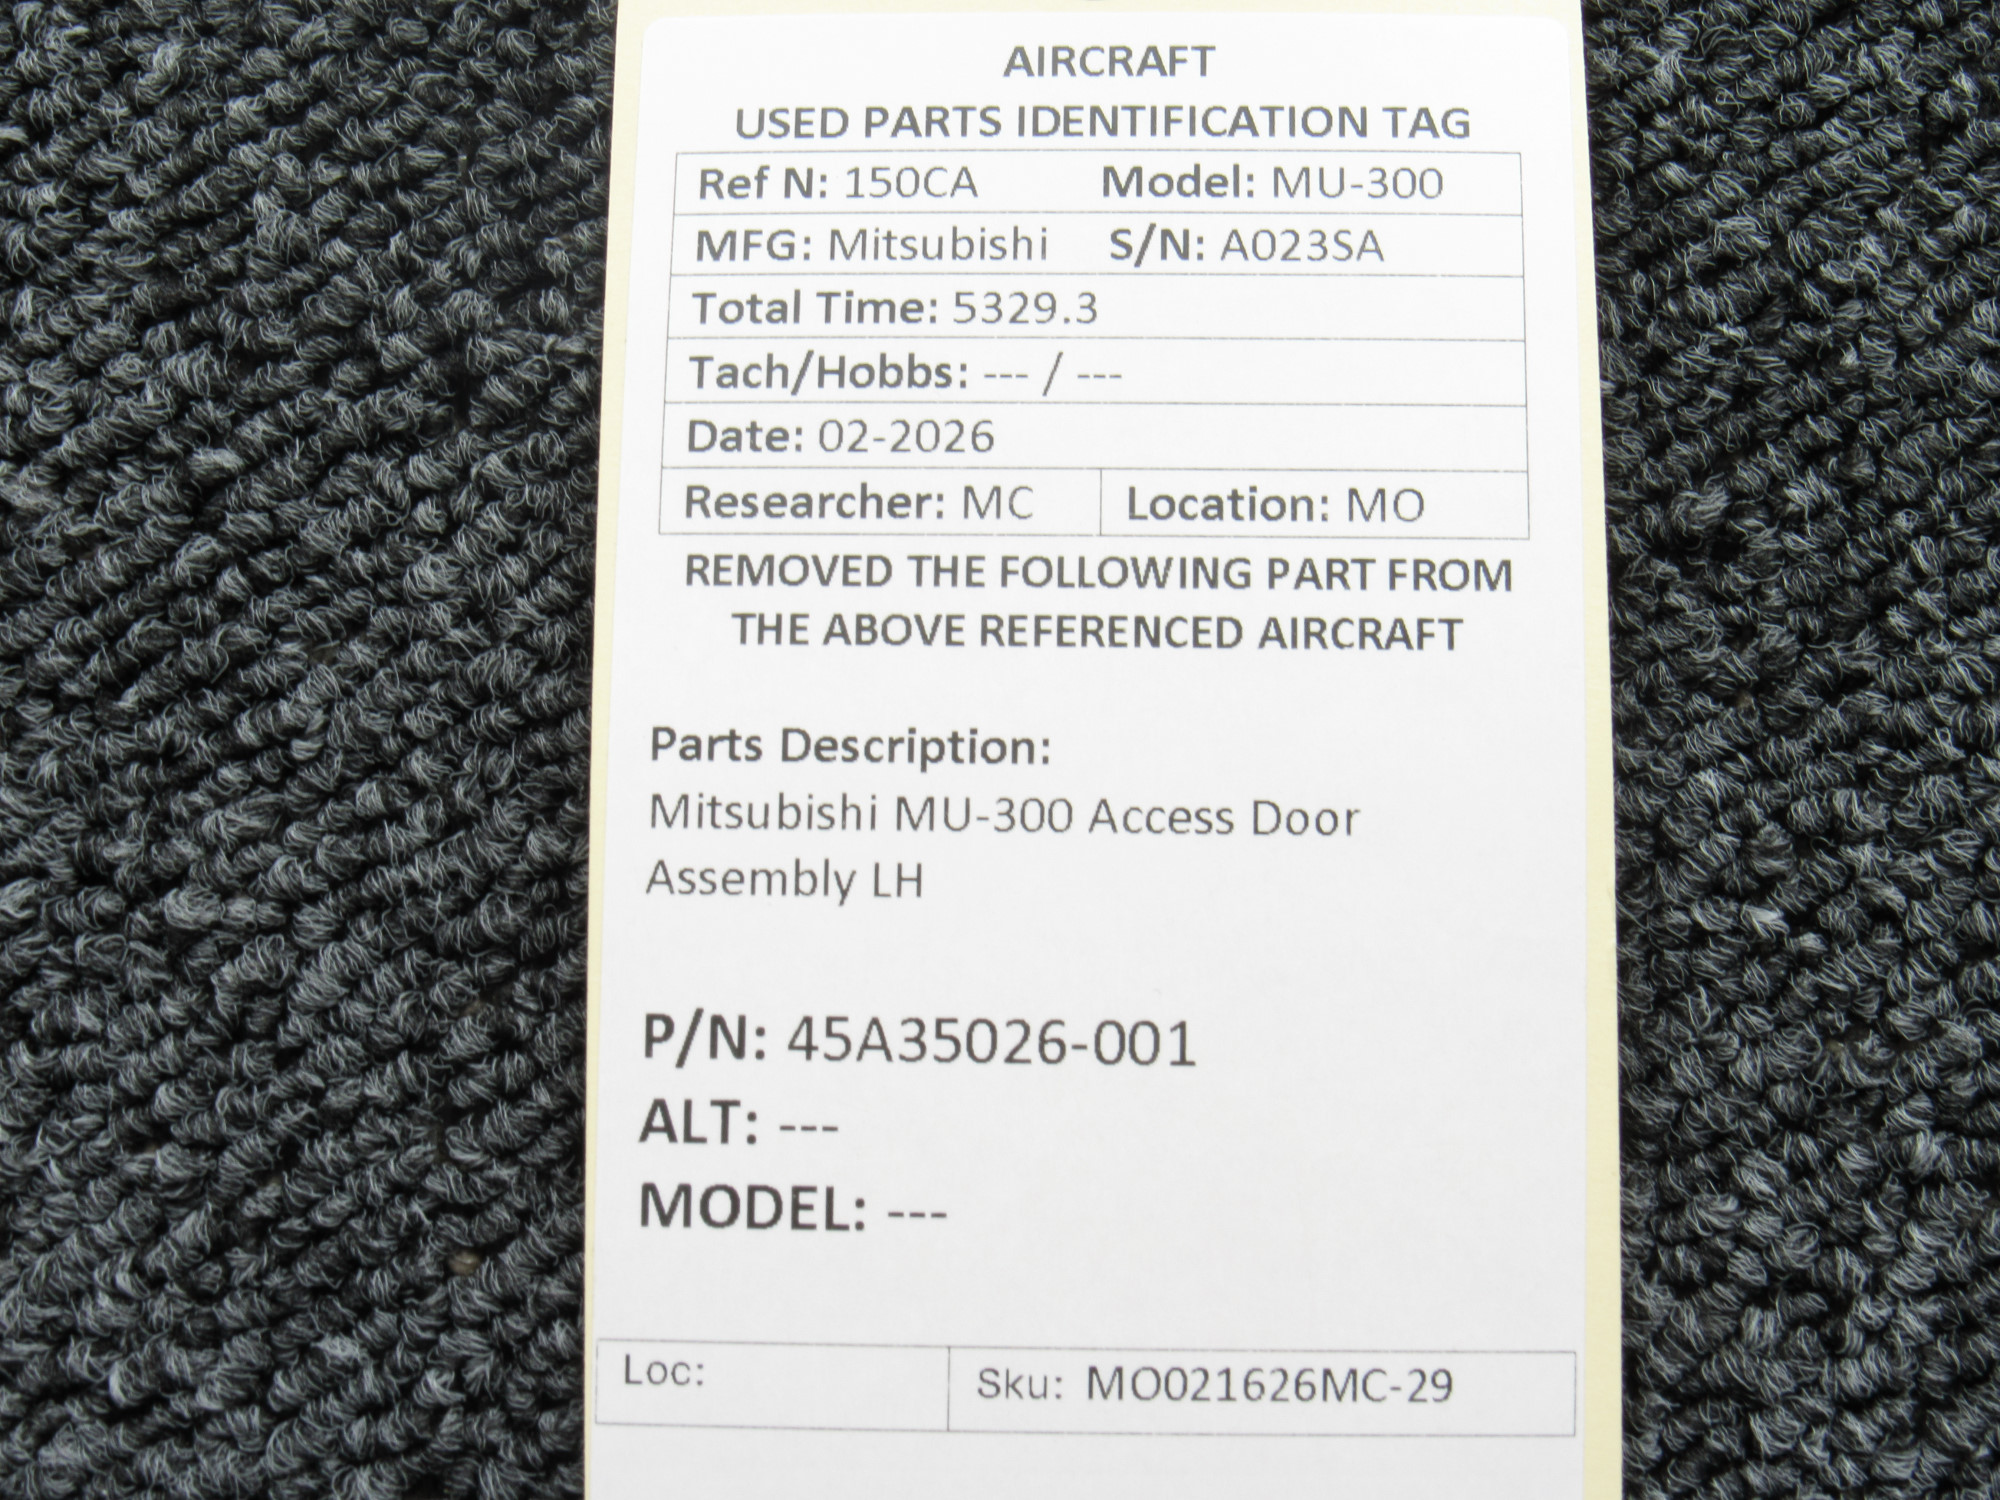 AIRCRAFT
USED PARTS IDENTIFICATION TAG
Ref N: 150CA Model: MU-300
MFG: Mitsubishi S/N: A023SA
Total Time: 5329.3
Tach/Hobbs: --- / ---
Date: 02-2026
Researcher: MC Location: MO
REMOVED THE FOLLOWING PART FROM
THE ABOVE REFERENCED AIRCRAFT
Parts Description:
Mitsubishi MU-300 Access Door
Assembly LH
P/N: 45A35026-001
ALT: ---
MODEL: ---
Loc: Sku: MO021626MC-29